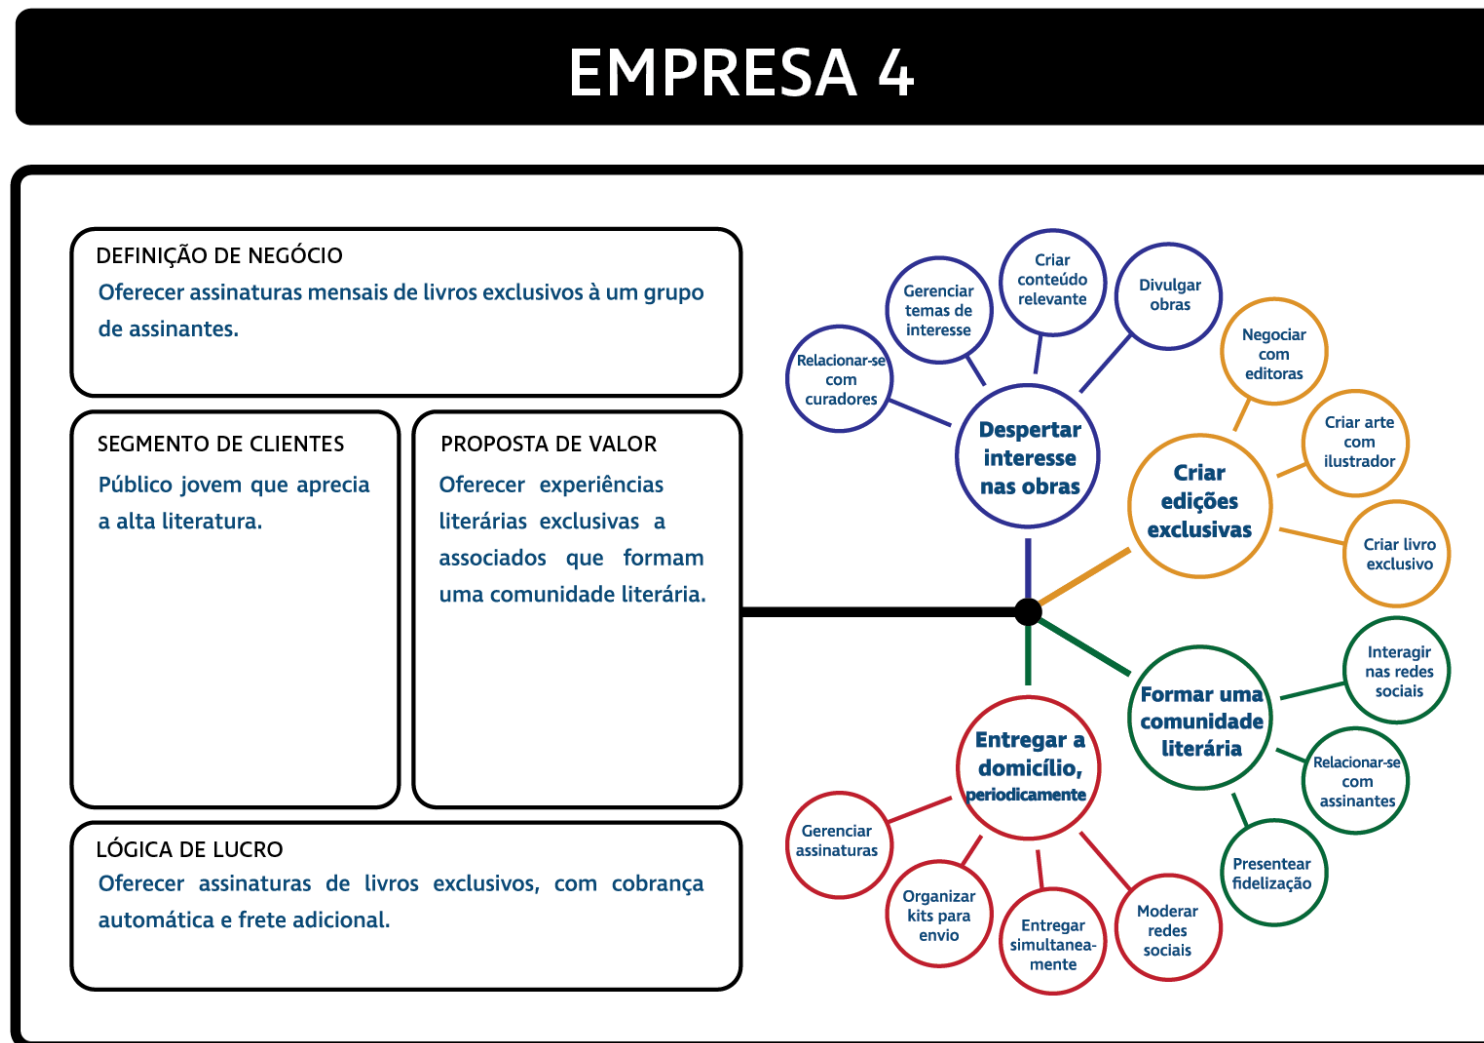 EMPRESA 4
DEFINIÇÃO DE NEGÓCIO
Oferecer assinaturas mensais de livros exclusivos à um grupo
de assinantes.
SEGMENTO DE CLIENTES
Público jovem que aprecia
a alta literatura.
PROPOSTA DE VALOR
Oferecer experiências
literárias exclusivas a
associados que formam
uma comunidade literária.
LÓGICA DE LUCRO
Oferecer assinaturas de livros exclusivos, com cobrança
automática e frete adicional.
Despertar
interesse
nas obras
Relacionar-se
com
curadores
Gerenciar
temas de
interesse
Criar
conteúdo
relevante
Divulgar
obras
Criar
edições
exclusivas
Negociar
com
editoras
Criar arte
com
ilustrador
Criar livro
exclusivo
Formar uma
comunidade
literária
Interagir
nas redes
sociais
Relacionar-se
com
assinantes
Presentear
fidelização
Entregar a
domicílio,
periodicamente
Gerenciar
assinaturas
Organizar
kits para
envio
Entregar
simultanea-
mente
Moderar
redes
sociais